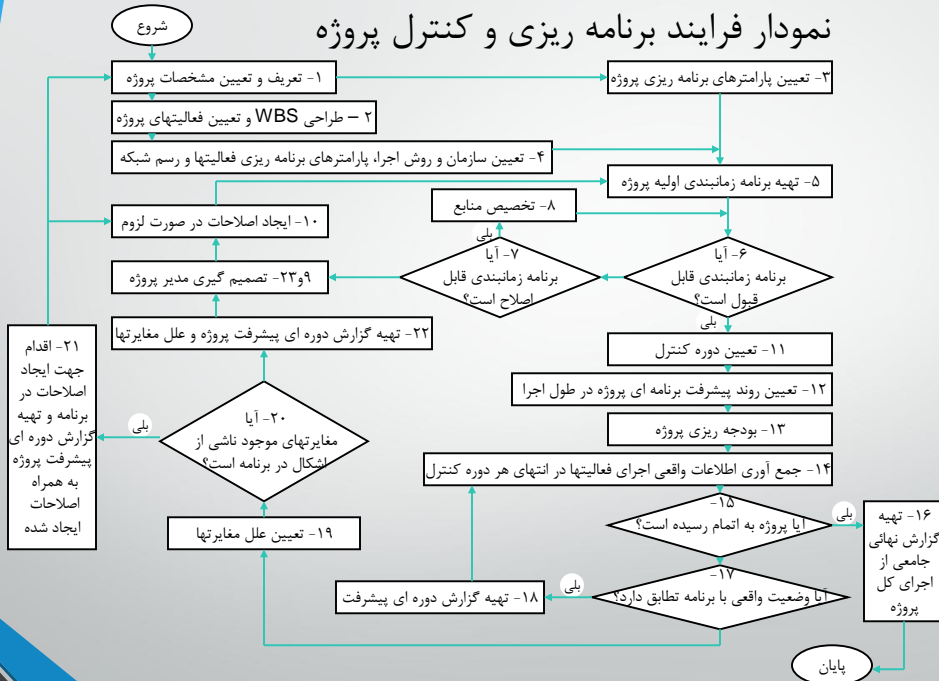 نمودار فرایند برنامه ریزی و کنترل پروژه
شروع
۱- تعریف و تعیین مشخصات پروژه
۳- تعیین پارامترهای برنامه ریزی پروژه
۲ – طراحی WBS و تعیین فعالیتهای پروژه
۴- تعیین سازمان و روش اجرا، پارامترهای برنامه ریزی فعالیتها و رسم شبکه
۵- تهیه برنامه زمانبندی اولیه پروژه
۸- تخصیص منابع
۱۰- ایجاد اصلاحات در صورت لزوم
بلی
۶- آیا
برنامه زمانبندی قابل
قبول است؟
۷- آیا
برنامه زمانبندی قابل
اصلاح است؟
۹و۲۳- تصمیم گیری مدیر پروژه
بلی
۲۲- تهیه گزارش دوره ای پیشرفت پروژه و علل مغایرتها
۱۱- تعیین دوره کنترل
۱۲- تعیین روند پیشرفت برنامه ای پروژه در طول اجرا
۱۳- بودجه ریزی پروژه
۱۴- جمع آوری اطلاعات واقعی اجرای فعالیتها در انتهای هر دوره کنترل
۲۱- اقدام
جهت ایجاد
اصلاحات در
برنامه و تهیه
گزارش دوره ای
پیشرفت پروژه
به همراه
اصلاحات
ایجاد شده
بلی
۲۰- آیا
مغایرتهای موجود ناشی از
اشکال در برنامه است؟
۱۵-
آیا پروژه به اتمام رسیده است؟
بلی
۱۶- تهیه
گزارش نهائی
جامعی از
اجرای کل
پروژه
۱۹- تعیین علل مغایرتها
۱۷-
آیا وضعیت واقعی با برنامه تطابق دارد؟
بلی
۱۸- تهیه گزارش دوره ای پیشرفت
پایان